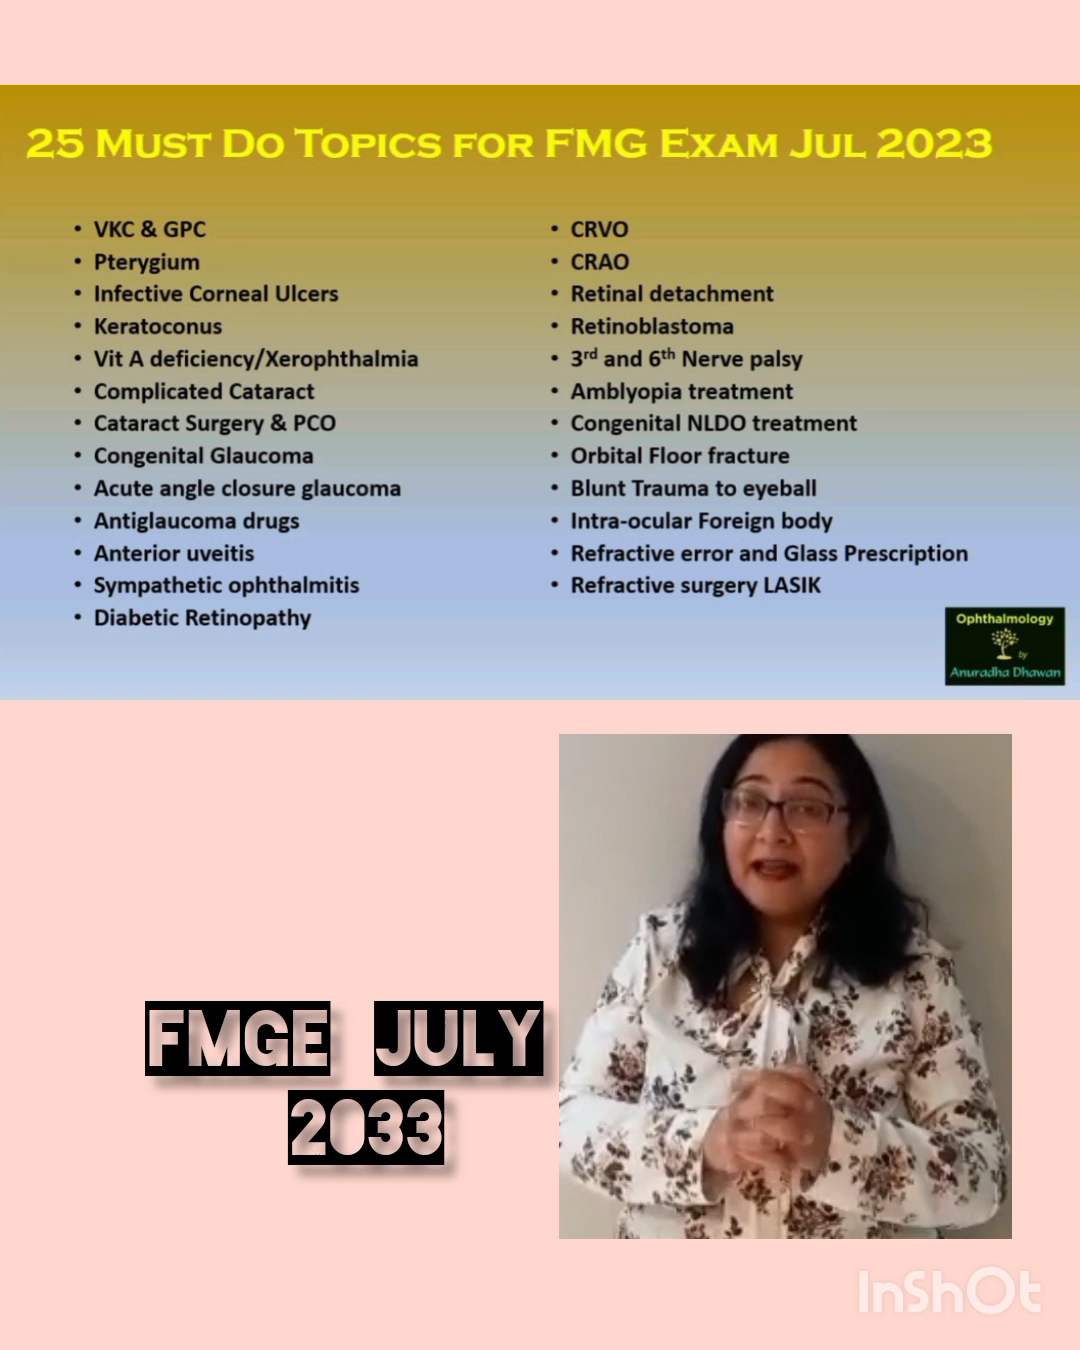 25 Must Do Topics for FMG Exam Jul 2023
• VKC & GPC
• Pterygium
• Infective Corneal Ulcers
• Keratoconus
• Vit A deficiency/Xerophthalmia
• Complicated Cataract
• Cataract Surgery & PCO
• Congenital Glaucoma
• Acute angle closure glaucoma
• Antiglaucoma drugs
• Anterior uveitis
• Sympathetic ophthalmitis
• Diabetic Retinopathy
• CRVO
• CRAO
• Retinal detachment
• Retinoblastoma
• 3rd and 6th Nerve palsy
• Amblyopia treatment
• Congenital NLDO treatment
• Orbital Floor fracture
• Blunt Trauma to eyeball
• Intra-ocular Foreign body
• Refractive error and Glass Prescription
• Refractive surgery LASIK
Ophthalmology
by
Anuradha Dhawan
FMGE JULY
2033
InShOt